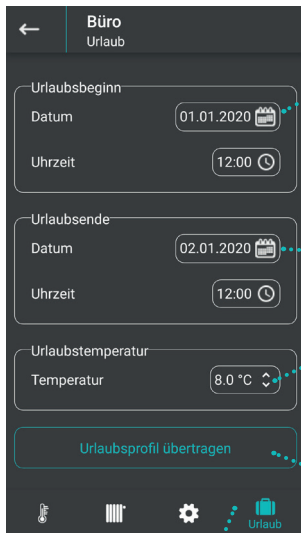 Büro
Urlaub
Urlaubsbeginn
Datum 01.01.2020
Uhrzeit 12:00
Urlaubsende
Datum 02.01.2020
Uhrzeit 12:00
Urlaubstemperatur
Temperatur 8.0 °C
Urlaubsprofil übertragen
Urlaub